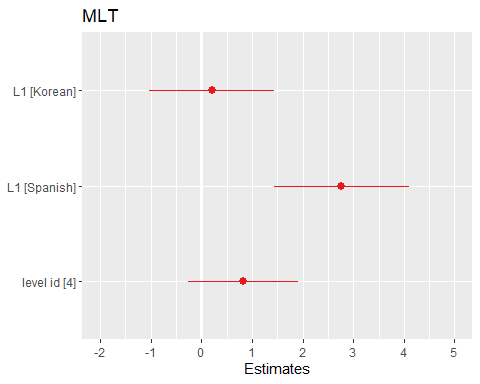 MLT
L1 [Korean]
L1 [Spanish]
level id [4]
-2 -1 0 1 2 3 4 5
Estimates